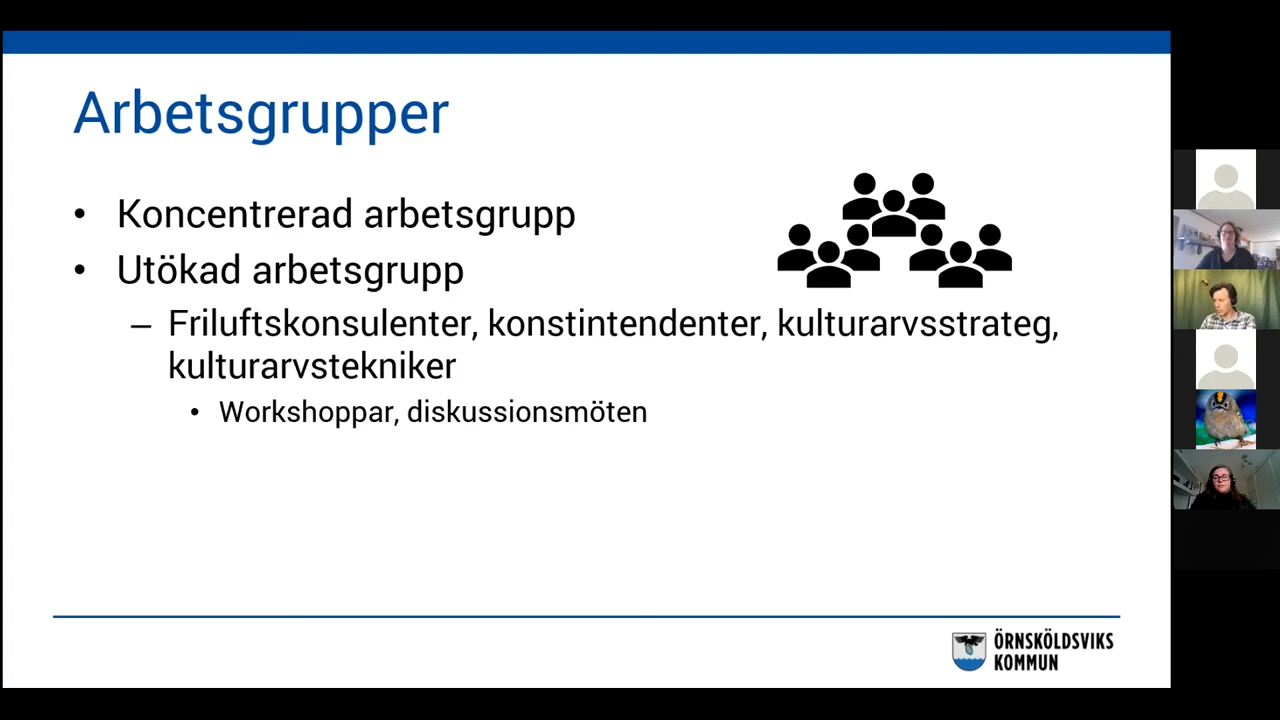 Arbetsgrupper
• Koncentrerad arbetsgrupp
• Utökad arbetsgrupp
– Friluftskonsulenter, konstintendenter, kulturarvsstrateg,
kulturarvstekniker
• Workshoppar, diskussionsmöten
ÖRNSKÖLDSVIKS
KOMMUN